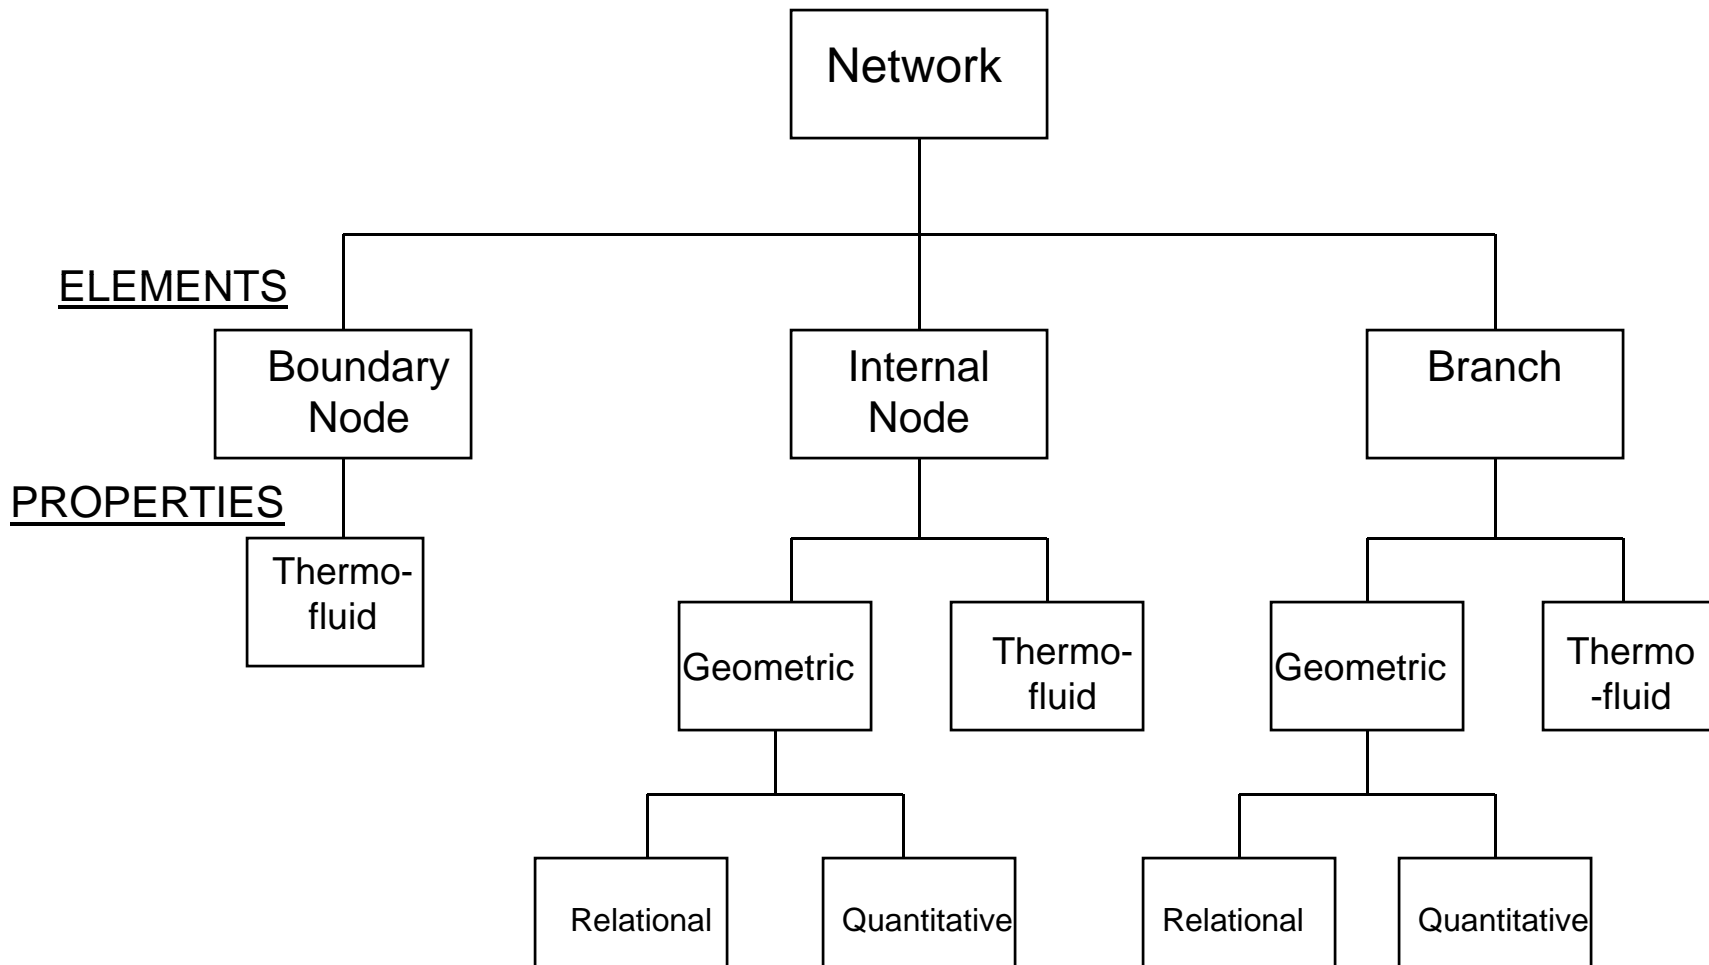 Network
ELEMENTS
Boundary
Node
Internal
Node
Branch
PROPERTIES
Thermo-
fluid
Geometric
Thermo-
fluid
Geometric
Thermo
-fluid
Relational
Quantitative
Relational
Quantitative